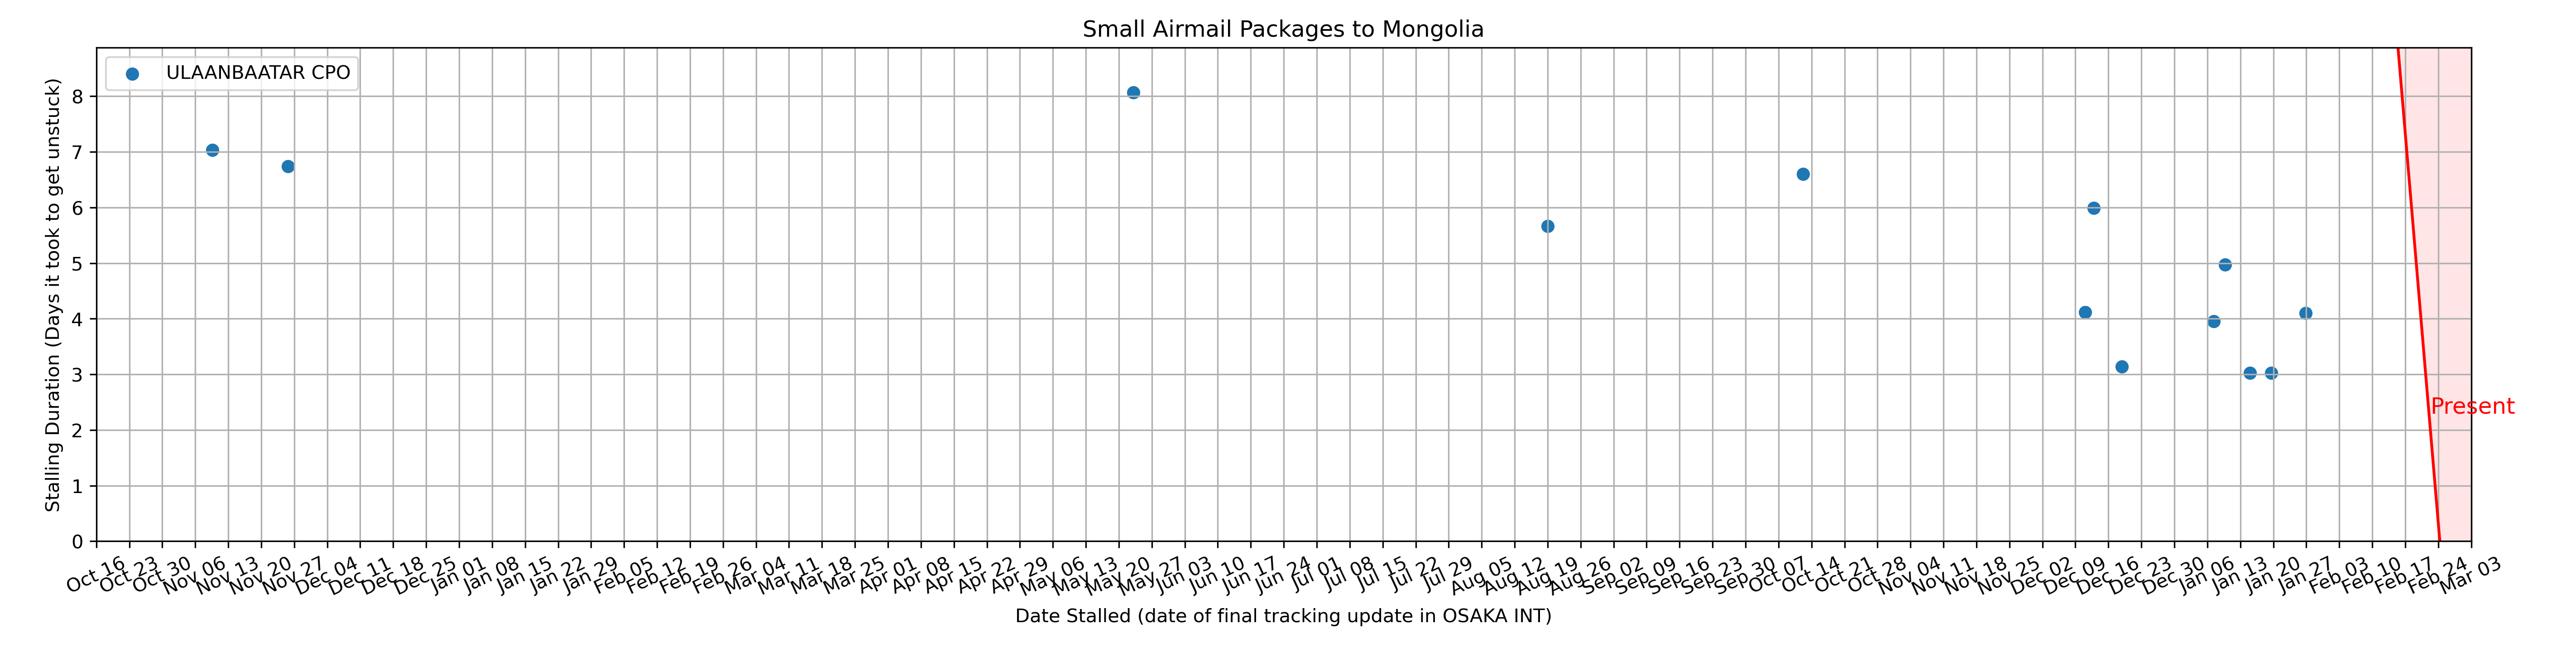 Small Airmail Packages to Mongolia
ULAANBAATAR CPO
Stalling Duration (Days it took to get unstuck)
8
7
6
5
4
3
2
1
0
Present
Oct 16
Oct 23
Oct 30
Nov 06
Nov 13
Nov 20
Nov 27
Dec 04
Dec 11
Dec 18
Dec 25
Jan 01
Jan 08
Jan 15
Jan 22
Jan 29
Feb 05
Feb 12
Feb 19
Feb 26
Mar 04
Mar 11
Mar 18
Mar 25
Apr 01
Apr 08
Apr 15
Apr 22
Apr 29
May 06
May 13
May 20
May 27
Jun 03
Jun 10
Jun 17
Jun 24
Jul 01
Jul 08
Jul 15
Jul 22
Jul 29
Aug 05
Aug 12
Aug 19
Aug 26
Sep 02
Sep 09
Sep 16
Sep 23
Sep 30
Oct 07
Oct 14
Oct 21
Oct 28
Nov 04
Nov 11
Nov 18
Nov 25
Dec 02
Dec 09
Dec 16
Dec 23
Dec 30
Jan 06
Jan 13
Jan 20
Jan 27
Feb 03
Feb 10
Feb 17
Feb 24
Mar 03
Date Stalled (date of final tracking update in OSAKA INT)